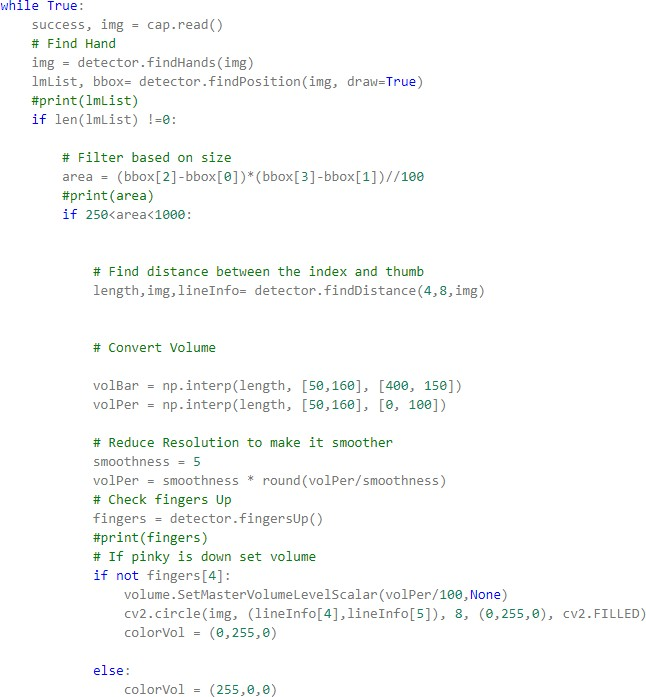 while True:
    success, img = cap.read()
    # Find Hand
    img = detector.findHands(img)
    lmList, bbox= detector.findPosition(img, draw=True)
    #print(lmList)
    if len(lmList) !=0:
        # Filter based on size
        area = (bbox[2]-bbox[0])*(bbox[3]-bbox[1])//100
        #print(area)
        if 250<area<1000:
            # Find distance between the index and thumb
            length,img,lineInfo= detector.findDistance(4,8,img)
            # Convert Volume
            volBar = np.interp(length, [50,160], [400, 150])
            volPer = np.interp(length, [50,160], [0, 100])
            # Reduce Resolution to make it smoother
            smoothness = 5
            volPer = smoothness * round(volPer/smoothness)
            # Check fingers Up
            fingers = detector.fingersUp()
            #print(fingers)
            # If pinky is down set volume
            if not fingers[4]:
                volume.SetMasterVolumeLevelScalar(volPer/100,None)
                cv2.circle(img, (lineInfo[4],lineInfo[5]), 8, (0,255,0), cv2.FILLED)
                colorVol = (0,255,0)
            else:
                colorVol = (255,0,0)